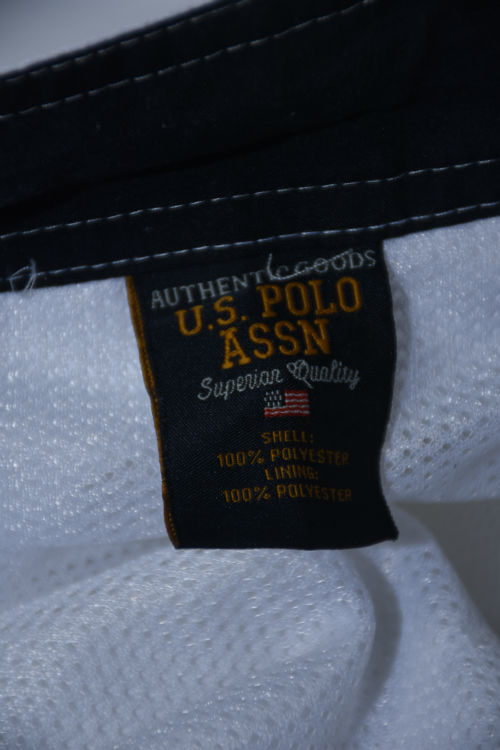 AUTHENTIC GOODS
U.S. POLO
ASSN
Superior Quality
SHELL:
100% POLYESTER
LINING:
100% POLYESTER